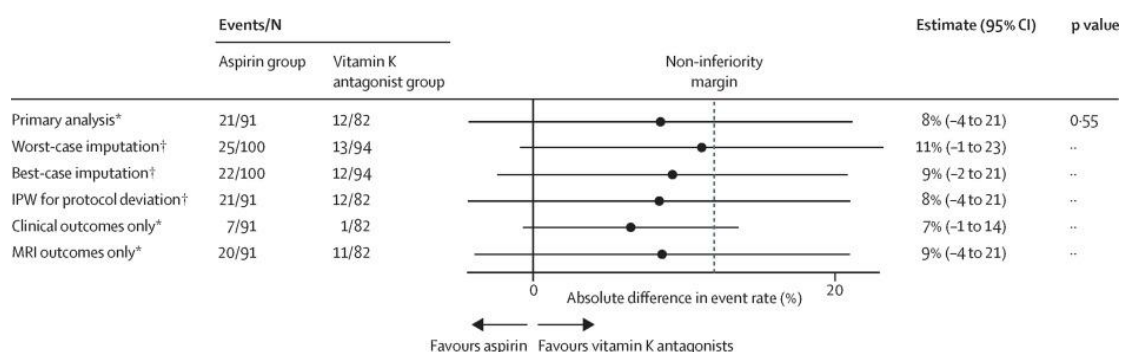 Events/N Estimate (95% CI) p value
Aspirin group Vitamin K antagonist group Non-inferiority margin
Primary analysis* 21/91 12/82 8% (–4 to 21) 0·55
Worst-case imputation† 25/100 13/94 11% (–1 to 23) ··
Best-case imputation† 22/100 12/94 9% (–2 to 21) ··
IPW for protocol deviation† 21/91 12/82 8% (–4 to 21) ··
Clinical outcomes only* 7/91 1/82 7% (–1 to 14) ··
MRI outcomes only* 20/91 11/82 9% (–4 to 21) ··
0 20
Absolute difference in event rate (%)
Favours aspirin Favours vitamin K antagonists